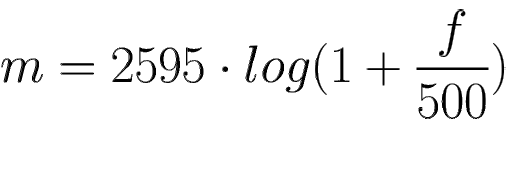 m = 2595 · log(1 + f/500)